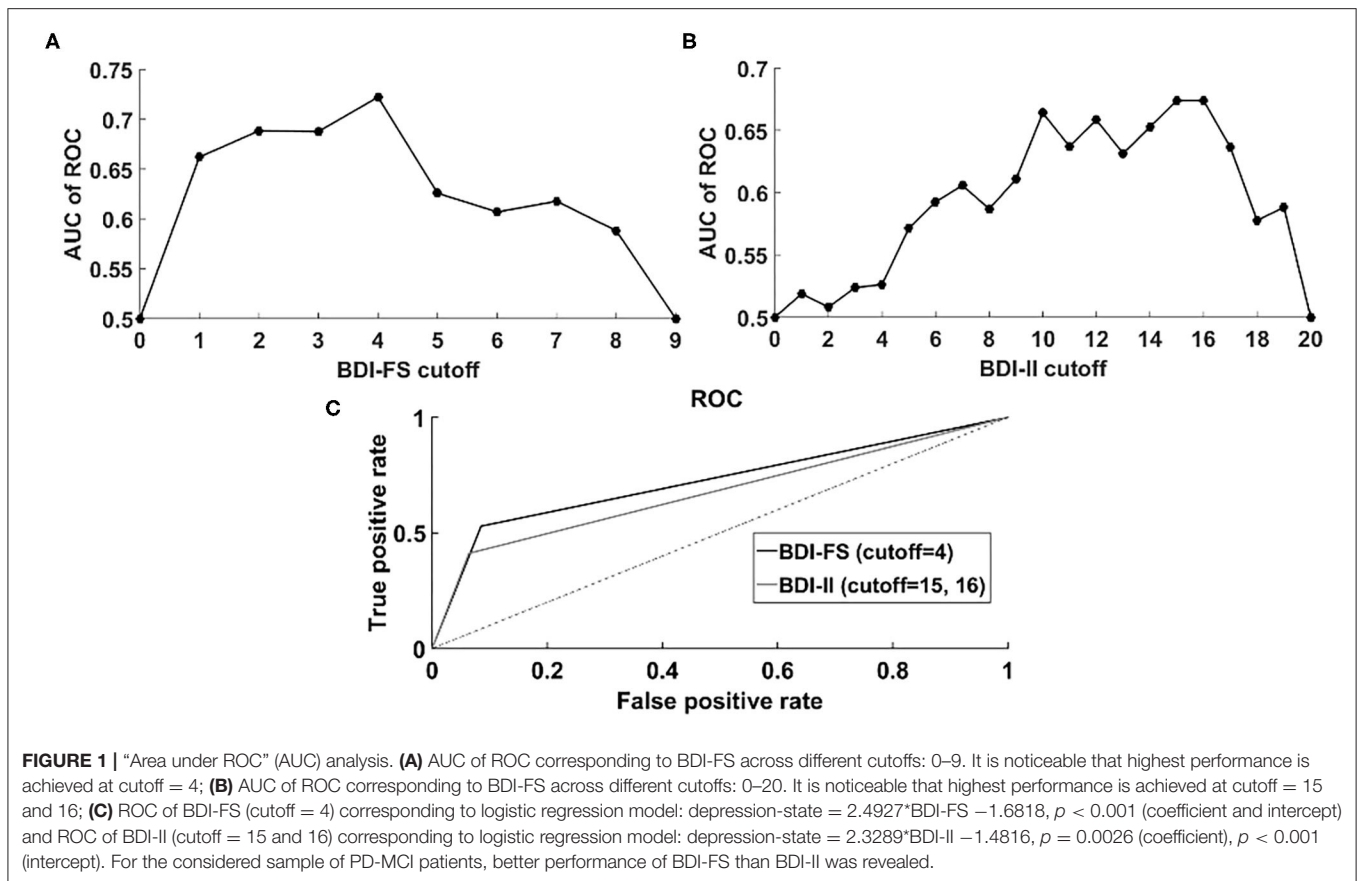 A
0.75
0.7
0.65
0.6
0.55
0.5
AUC of ROC
0 1 2 3 4 5 6 7 8 9
BDI-FS cutoff
B
0.7
0.65
0.6
0.55
0.5
AUC of ROC
0 2 4 6 8 10 12 14 16 18 20
BDI-II cutoff
C
ROC
1
0.5
0
True positive rate
BDI-FS (cutoff=4)
BDI-II (cutoff=15, 16)
0 0.2 0.4 0.6 0.8 1
False positive rate
FIGURE 1 | "Area under ROC" (AUC) analysis. (A) AUC of ROC corresponding to BDI-FS across different cutoffs: 0–9. It is noticeable that highest performance is
achieved at cutoff = 4; (B) AUC of ROC corresponding to BDI-FS across different cutoffs: 0–20. It is noticeable that highest performance is achieved at cutoff = 15
and 16; (C) ROC of BDI-FS (cutoff = 4) corresponding to logistic regression model: depression-state = 2.4927*BDI-FS −1.6818, p < 0.001 (coefficient and intercept)
and ROC of BDI-II (cutoff = 15 and 16) corresponding to logistic regression model: depression-state = 2.3289*BDI-II −1.4816, p = 0.0026 (coefficient), p < 0.001
(intercept). For the considered sample of PD-MCI patients, better performance of BDI-FS than BDI-II was revealed.